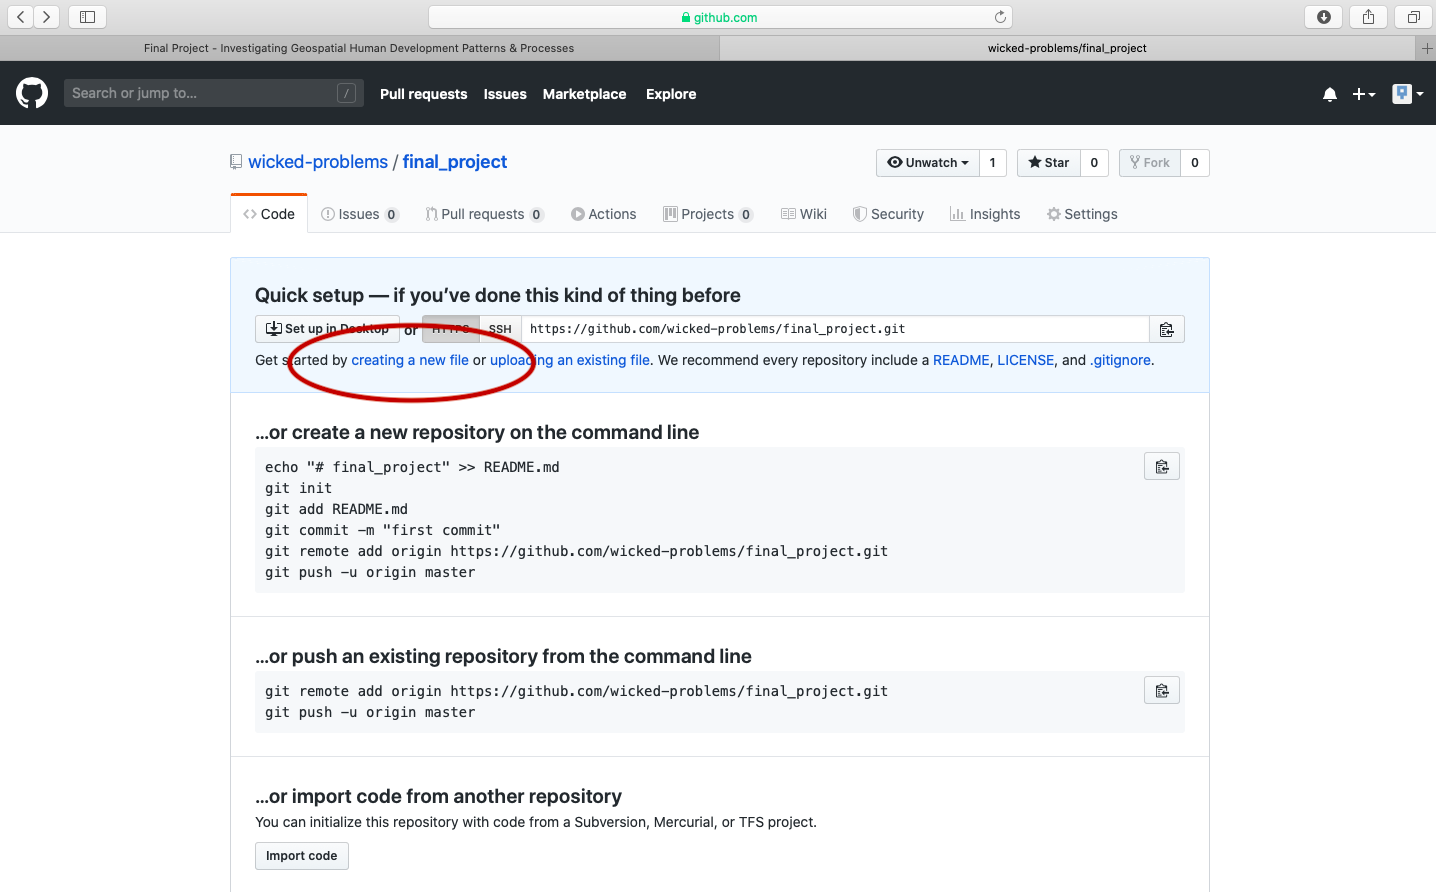 github.com
Final Project - Investigating Geospatial Human Development Patterns & Processes
wicked-problems/final_project
Search or jump to...
/
Pull requests
Issues
Marketplace
Explore
wicked-problems / final_project
Unwatch
1
Star
0
Fork
0
Code
Issues 0
Pull requests 0
Actions
Projects 0
Wiki
Security
Insights
Settings
Quick setup — if you've done this kind of thing before
Set up in Desktop
or
HTTPS
SSH
https://github.com/wicked-problems/final_project.git
Get started by creating a new file or uploading an existing file. We recommend every repository include a README, LICENSE, and .gitignore.
...or create a new repository on the command line
echo "# final_project" >> README.md
git init
git add README.md
git commit -m "first commit"
git remote add origin https://github.com/wicked-problems/final_project.git
git push -u origin master
...or push an existing repository from the command line
git remote add origin https://github.com/wicked-problems/final_project.git
git push -u origin master
...or import code from another repository
You can initialize this repository with code from a Subversion, Mercurial, or TFS project.
Import code